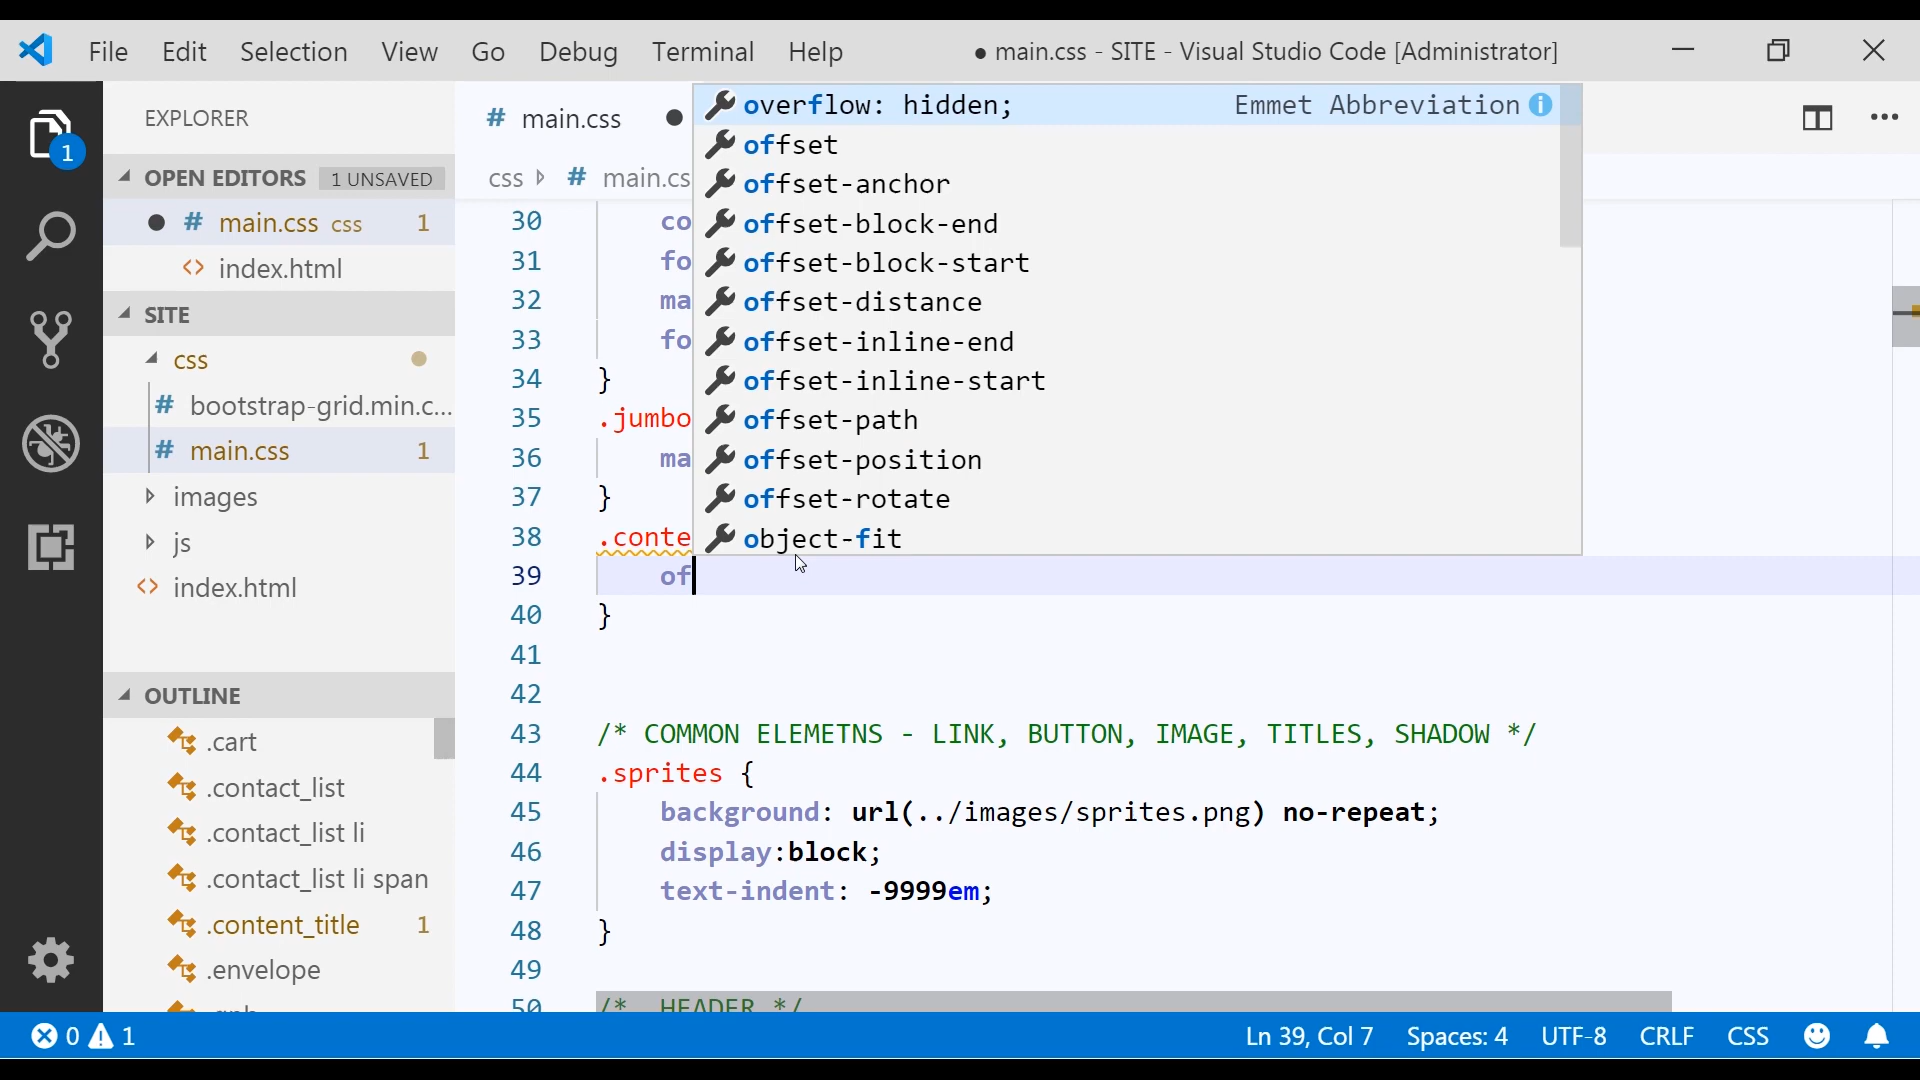 File Edit Selection View Go Debug Terminal Help ● main.css - SITE - Visual Studio Code [Administrator]
1
EXPLORER
OPEN EDITORS 1 UNSAVED
● # main.css css 1
<> index.html
SITE
css
# bootstrap-grid.min.c...
# main.css 1
images
js
<> index.html
OUTLINE
.cart
.contact_list
.contact_list li
.contact_list li span
.content_title 1
.envelope
# main.css ●
css # main.cs
overflow: hidden; Emmet Abbreviation
offset
offset-anchor
offset-block-end
offset-block-start
offset-distance
offset-inline-end
offset-inline-start
offset-path
offset-position
offset-rotate
object-fit
30 co
31 fo
32 ma
33 fo
34 }
35 .jumbo
36 ma
37 }
38 .conte
39 of
40 }
41
42
43 /* COMMON ELEMETNS - LINK, BUTTON, IMAGE, TITLES, SHADOW */
44 .sprites {
45 background: url(../images/sprites.png) no-repeat;
46 display:block;
47 text-indent: -9999em;
48 }
49
50 /* HEADER */
0 1 Ln 39, Col 7 Spaces: 4 UTF-8 CRLF CSS